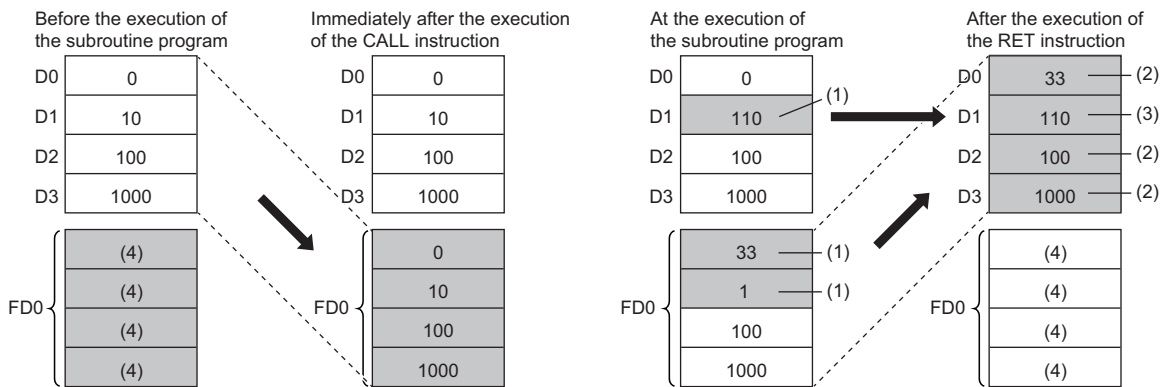 Before the execution of
the subroutine program
D0 0
D1 10
D2 100
D3 1000
FD0
(4)
(4)
(4)
(4)
Immediately after the execution
of the CALL instruction
D0 0
D1 10
D2 100
D3 1000
FD0
0
10
100
1000
At the execution of
the subroutine program
D0 0
(1)
D1 110
D2 100
D3 1000
FD0
33 (1)
1 (1)
100
1000
After the execution of
the RET instruction
D0 33 (2)
D1 110 (3)
D2 100 (2)
D3 1000 (2)
FD0
(4)
(4)
(4)
(4)